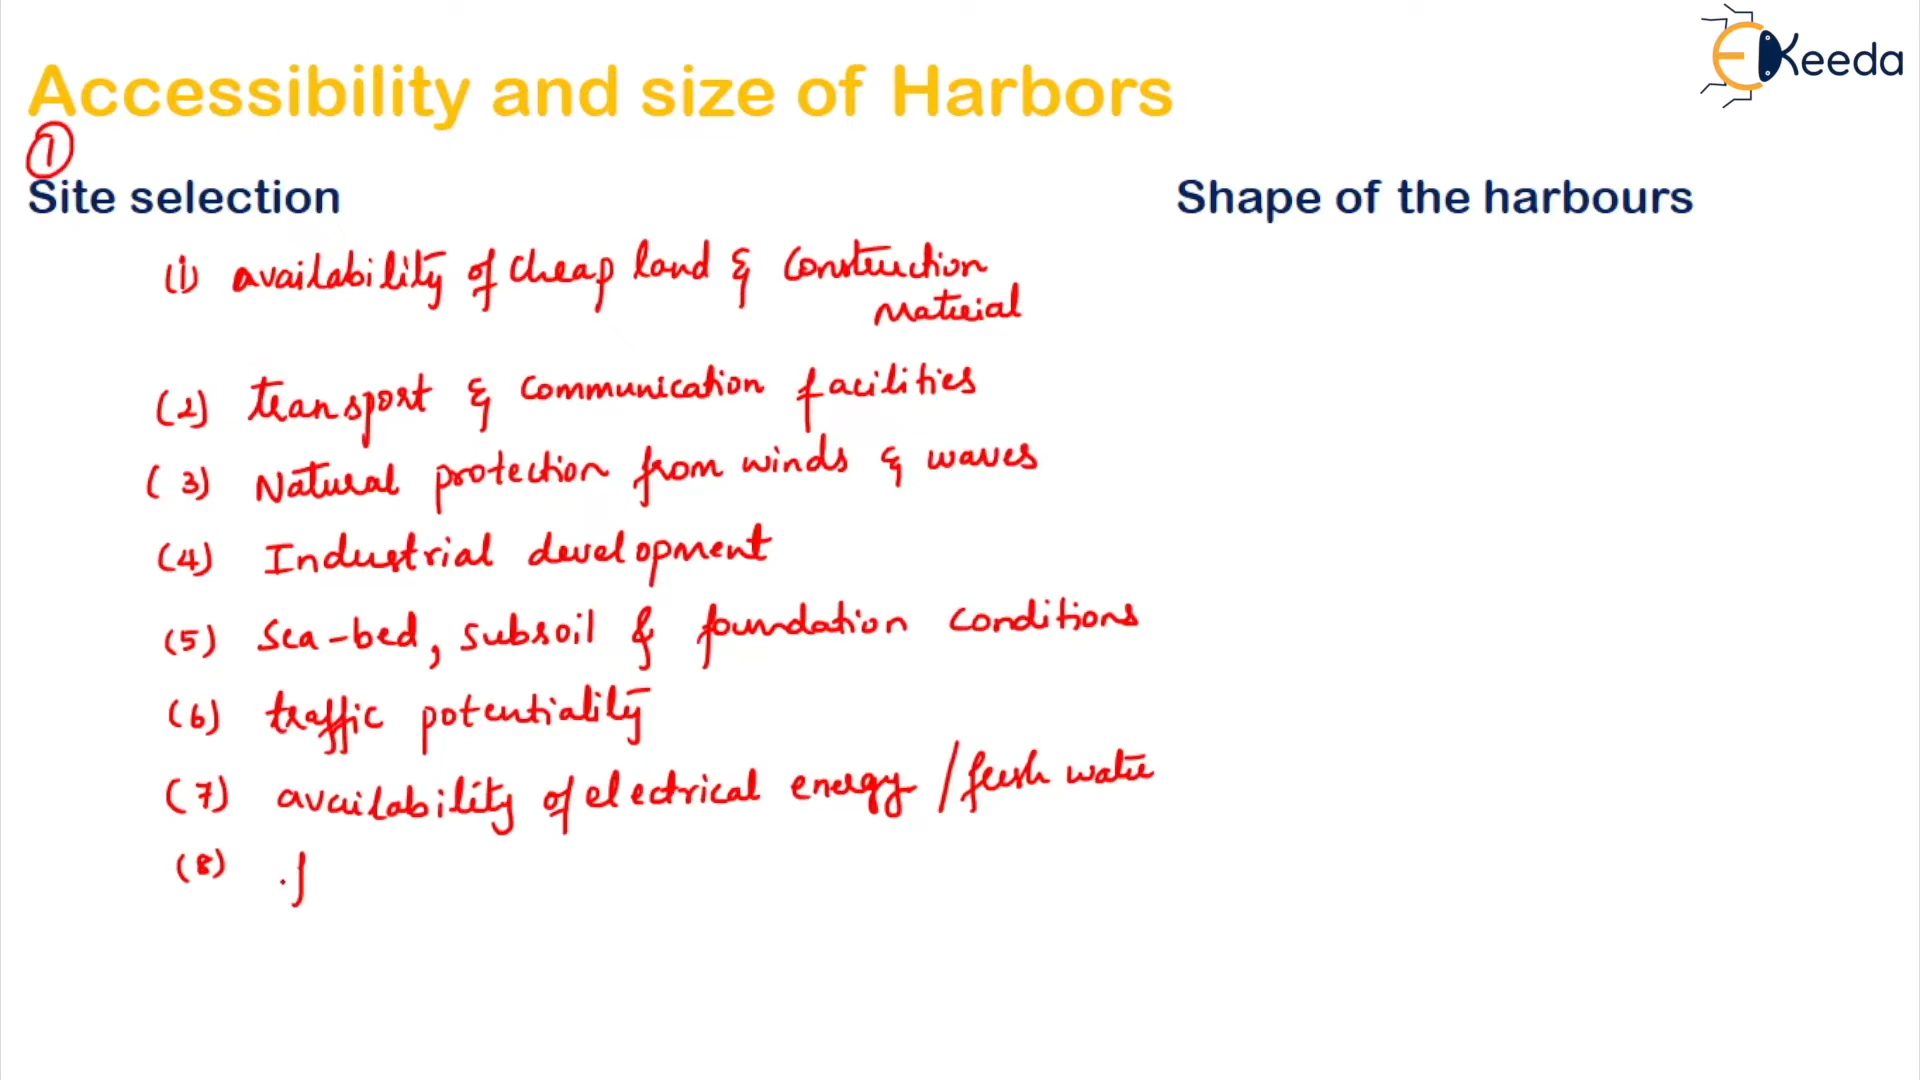 EKeeda
Accessibility and size of Harbors
1
Site selection
Shape of the harbours
(1) availability of cheap land & construction
material
(2) transport & communication facilities
(3) Natural protection from winds & waves
(4) Industrial development
(5) sea-bed, subsoil & foundation conditions
(6) traffic potentiality
(7) availability of electrical energy / fresh water
(8)